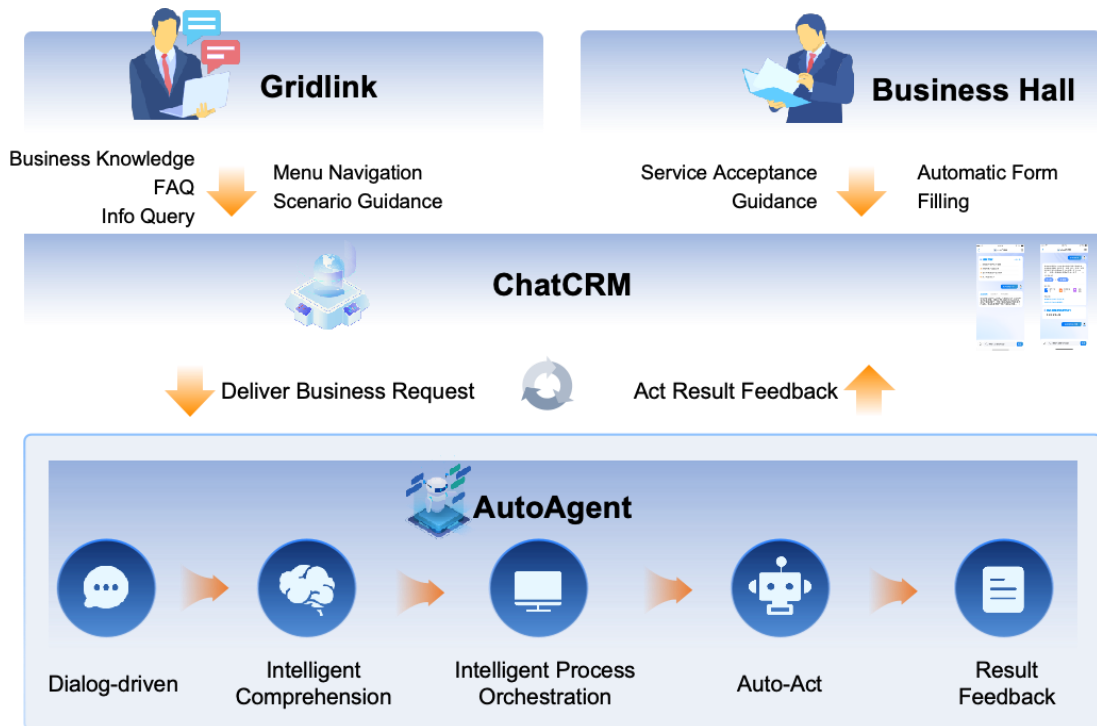 Gridlink
Business Hall
Business Knowledge
FAQ
Info Query
Menu Navigation
Scenario Guidance
Service Acceptance
Guidance
Automatic Form
Filling
ChatCRM
Deliver Business Request
Act Result Feedback
AutoAgent
Dialog-driven
Intelligent
Comprehension
Intelligent Process
Orchestration
Auto-Act
Result
Feedback